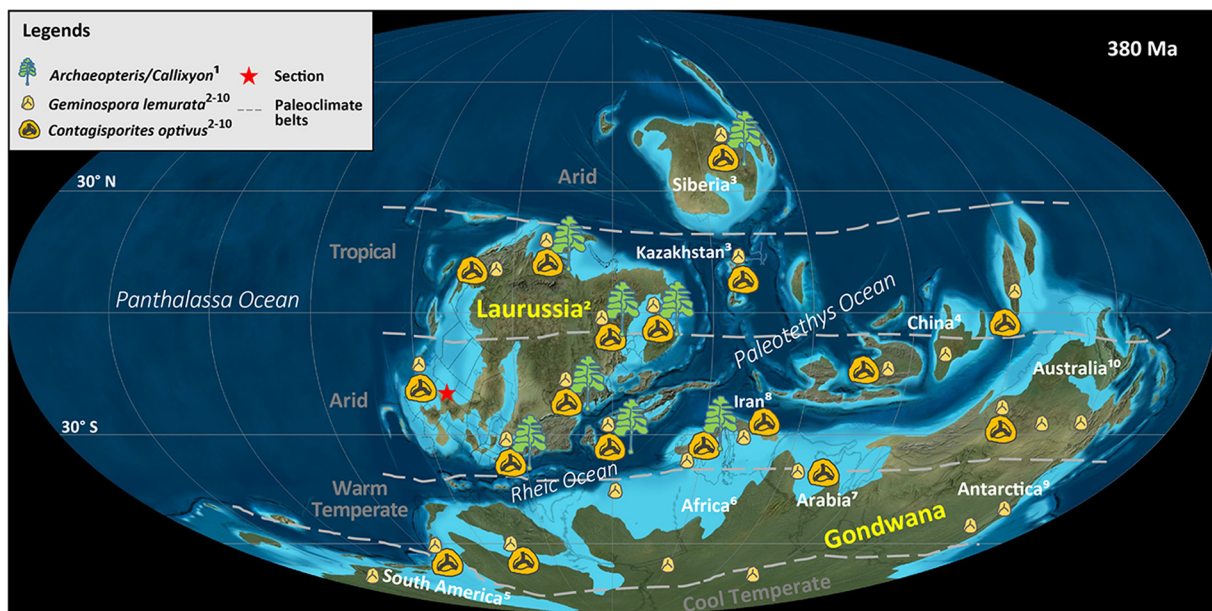 Legends
Archaeopteris/Callixyon¹
Section
Geminospora lemurata²⁻¹⁰
Paleoclimate
belts
Contagisporites optivus²⁻¹⁰
380 Ma
30° N
Arid
Siberia³
Tropical
Kazakhstan³
Panthalassa Ocean
Laurussia²
Paleotethys Ocean
China⁴
Australia¹⁰
Arid
Iran⁸
30° S
Rheic Ocean
Warm
Temperate
Africa⁶
Arabia⁷
Antarctica⁹
Gondwana
South America⁵
Cool Temperate